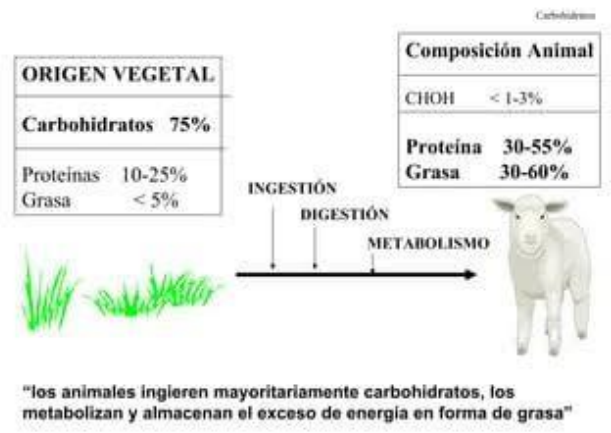 Carbohidratos
ORIGEN VEGETAL
Carbohidratos 75%
Proteínas 10-25%
Grasa < 5%
Composición Animal
CHOH < 1-3%
Proteína 30-55%
Grasa 30-60%
INGESTIÓN
DIGESTIÓN
METABOLISMO
“los animales ingieren mayoritariamente carbohidratos, los
metabolizan y almacenan el exceso de energía en forma de grasa”